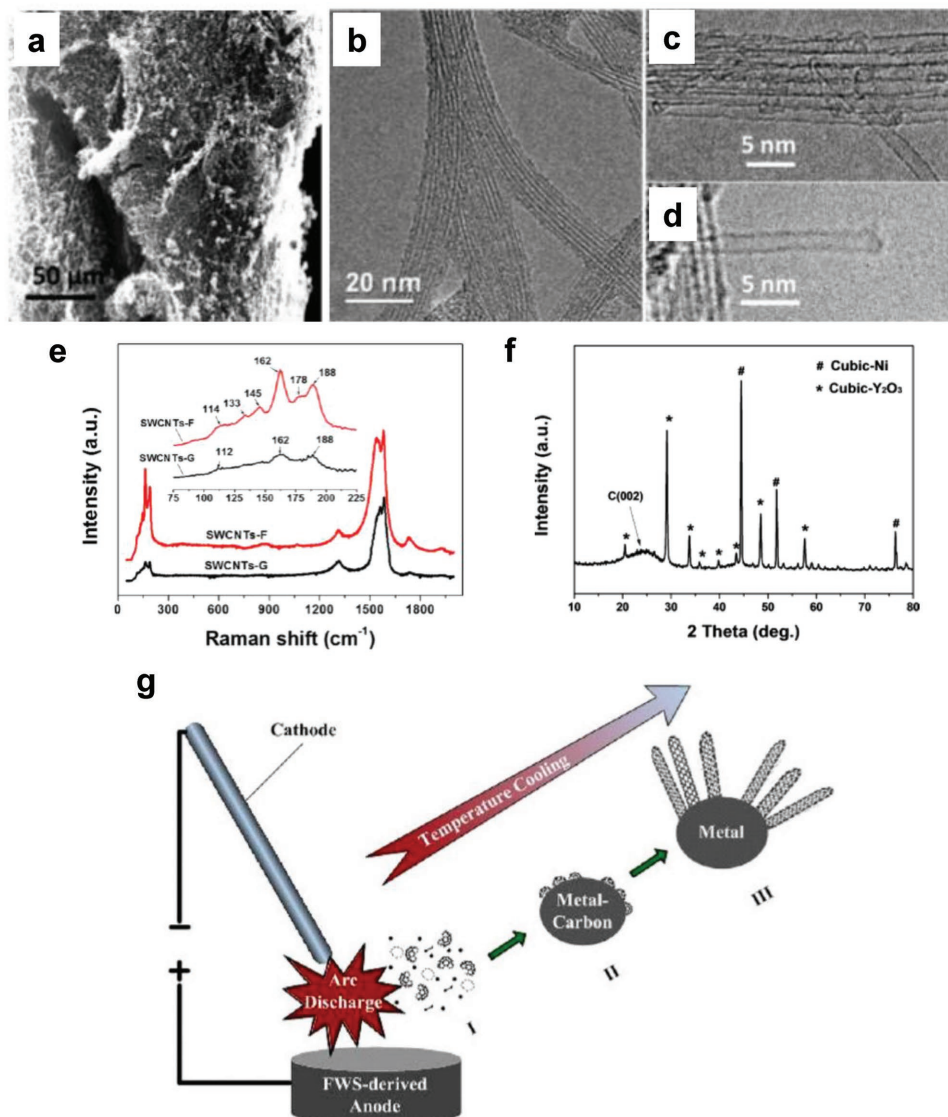 a
b
c
d
50 μm
20 nm
5 nm
5 nm
e
f
Intensity (a.u.)
162
178 188
145
133
114
SWCNTs-F
162 188
112
SWCNTs-G
75 100 125 150 175 200 225
SWCNTs-F
SWCNTs-G
300 600 900 1200 1500 1800
Raman shift (cm⁻¹)
Intensity (a.u.)
# Cubic-Ni
* Cubic-Y₂O₃
#
*
C(002)
*
*
*
*
*
*
#
*
#
10 20 30 40 50 60 70 80
2 Theta (deg.)
g
Cathode
Temperature Cooling
Metal
III
Metal-
Carbon
II
Arc
Discharge
I
FWS-derived
Anode